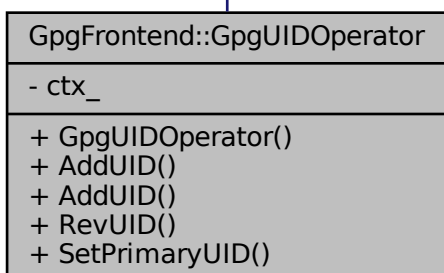 GpgFrontend::GpgUIDOperator
- ctx_
+ GpgUIDOperator()
+ AddUID()
+ AddUID()
+ RevUID()
+ SetPrimaryUID()